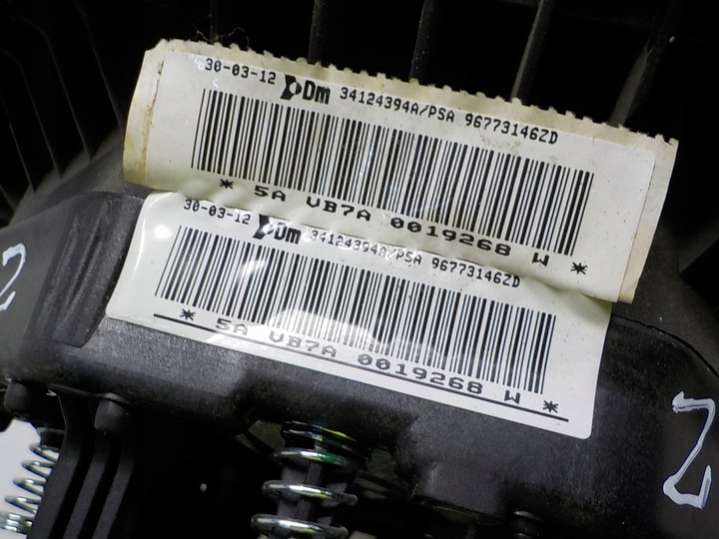 30-03-12 Dm 34124394A/PSA 96773146ZD
* 5A VB7A 0019268 W *
30-03-12 Dm 34124394A/PSA 96773146ZD
* 5A VB7A 0019268 W *
2
Z